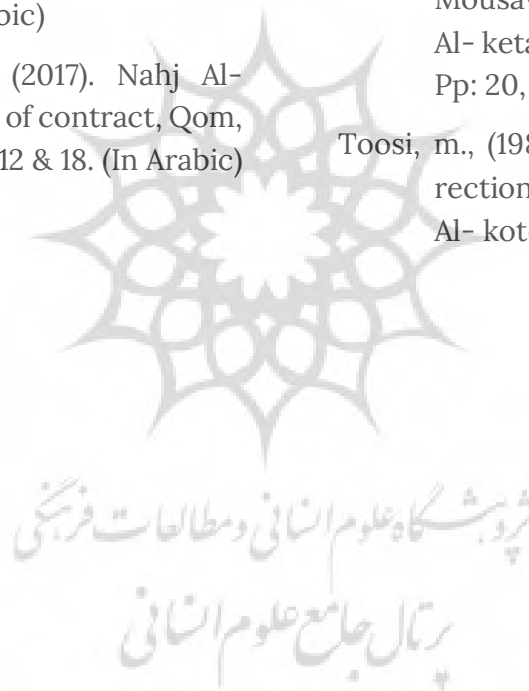 bic)
(2017). Nahj Al-
of contract, Qom,
12 & 18. (In Arabic)
Al- keta
Pp: 20,
Toosi, m., (198
rection
Al- kot
پژوهشگاه علوم انسانی و مطالعات فرهنگی
پرتال جامع علوم انسانی